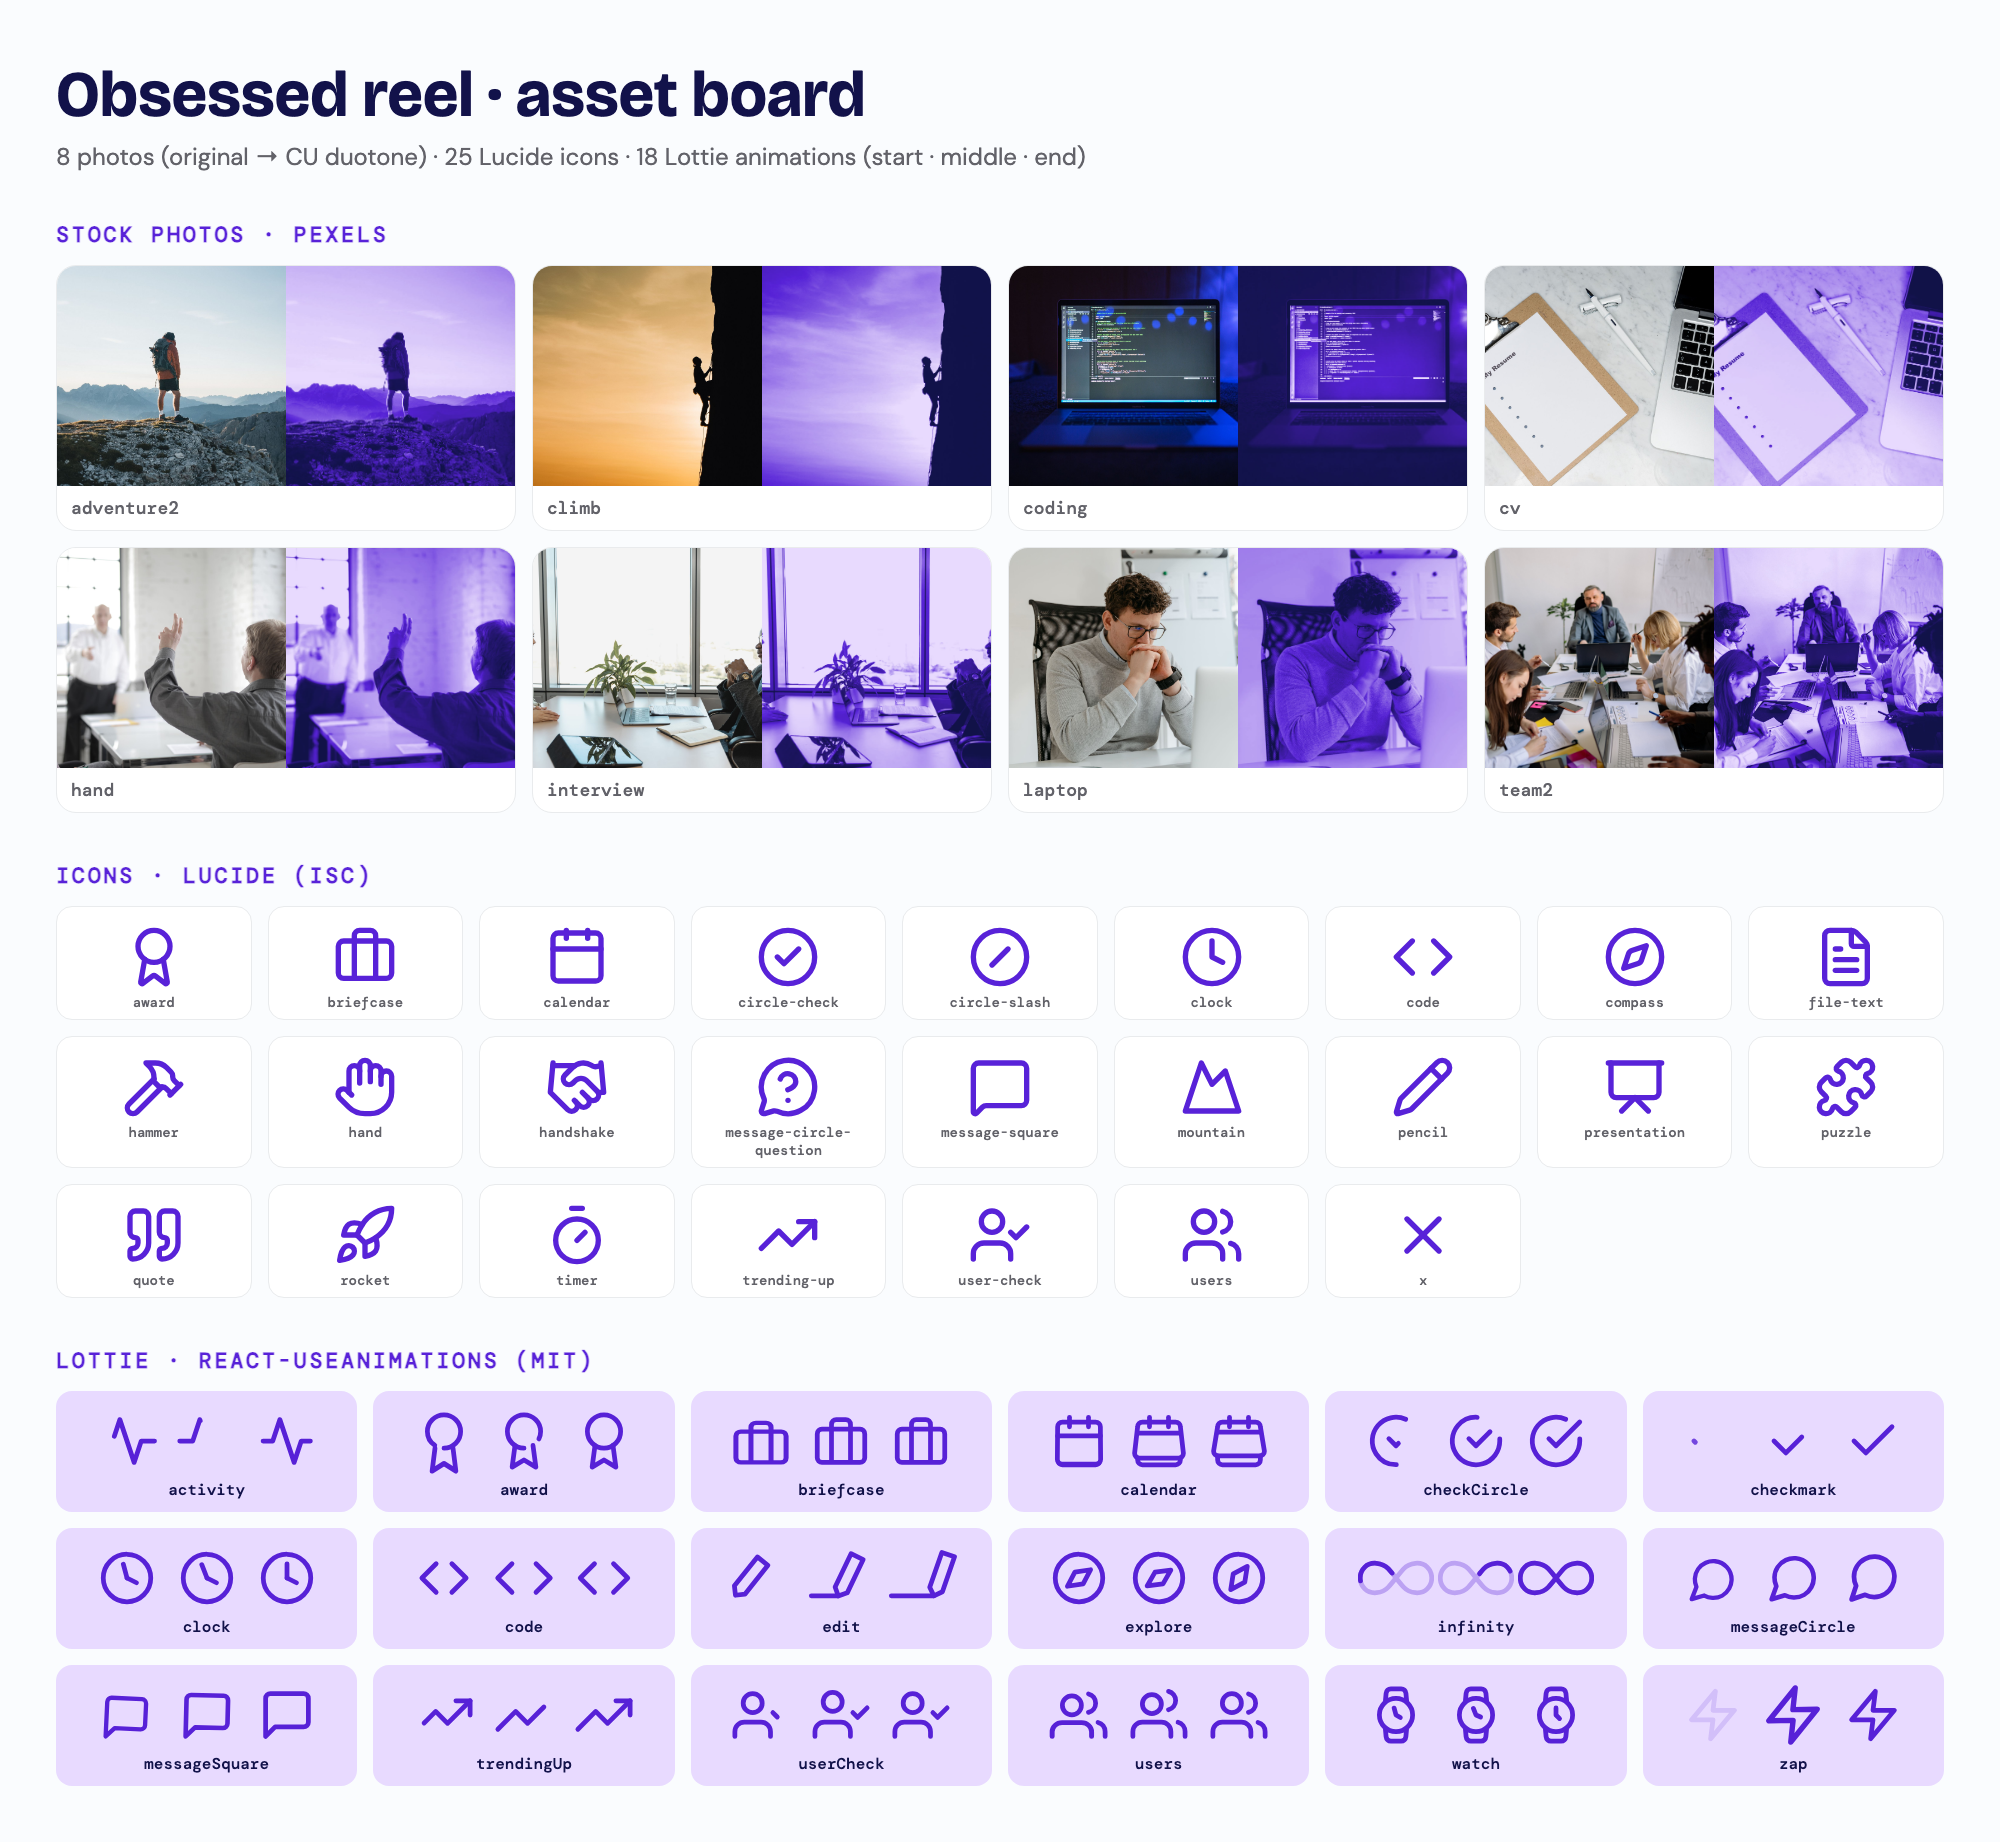 Obsessed reel · asset board
8 photos (original → CU duotone) · 25 Lucide icons · 18 Lottie animations (start · middle · end)
STOCK PHOTOS · PEXELS
adventure2
climb
coding
My Resume
cv
hand
interview
laptop
team2
ICONS · LUCIDE (ISC)
award
briefcase
calendar
circle-check
circle-slash
clock
code
compass
file-text
hammer
hand
handshake
message-circle-
question
message-square
mountain
pencil
presentation
puzzle
quote
rocket
timer
trending-up
user-check
users
x
LOTTIE · REACT-USEANIMATIONS (MIT)
activity
award
briefcase
calendar
checkCircle
checkmark
clock
code
edit
explore
infinity
messageCircle
messageSquare
trendingUp
userCheck
users
watch
zap